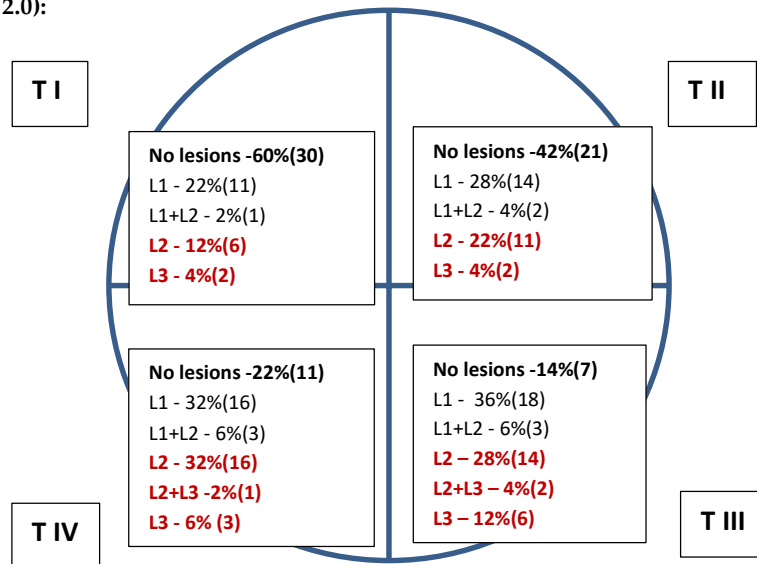 2.0):
T I
T II
No lesions -60%(30)
L1 - 22%(11)
L1+L2 - 2%(1)
L2 - 12%(6)
L3 - 4%(2)
No lesions -42%(21)
L1 - 28%(14)
L1+L2 - 4%(2)
L2 - 22%(11)
L3 - 4%(2)
No lesions -22%(11)
L1 - 32%(16)
L1+L2 - 6%(3)
L2 - 32%(16)
L2+L3 -2%(1)
L3 - 6% (3)
No lesions -14%(7)
L1 -  36%(18)
L1+L2 - 6%(3)
L2 – 28%(14)
L2+L3 – 4%(2)
L3 – 12%(6)
T IV
T III